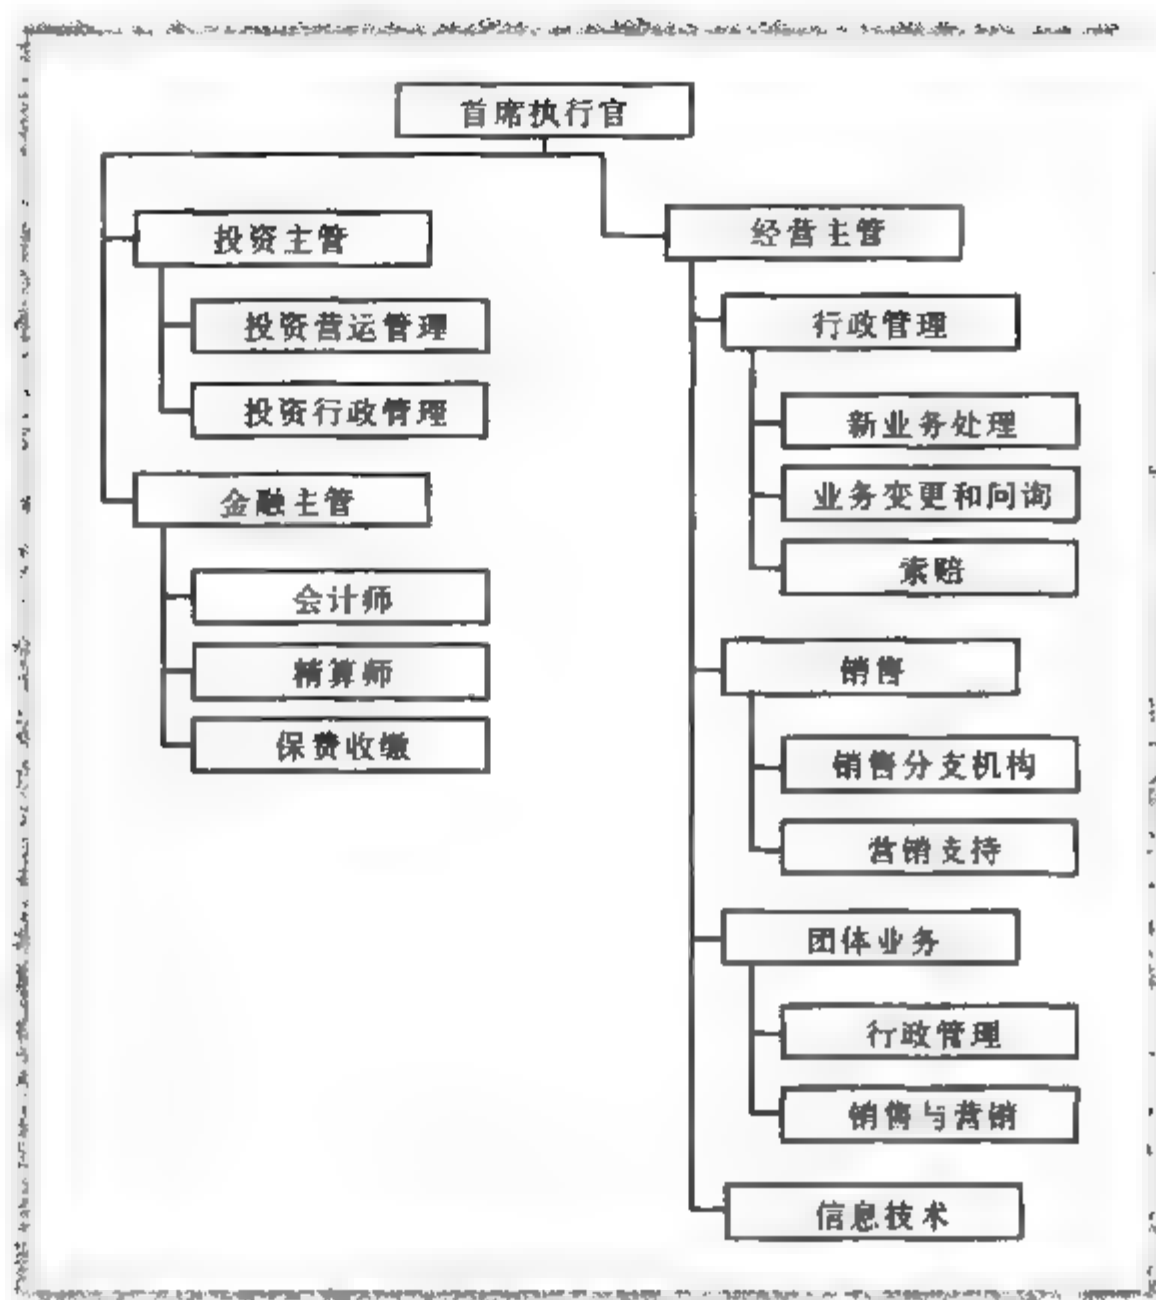 首席执行官
投资主管
投资营运管理
投资行政管理
金融主管
会计师
精算师
保费收缴
经营主管
行政管理
新业务处理
业务变更和问询
索赔
销售
销售分支机构
营销支持
团体业务
行政管理
销售与营销
信息技术